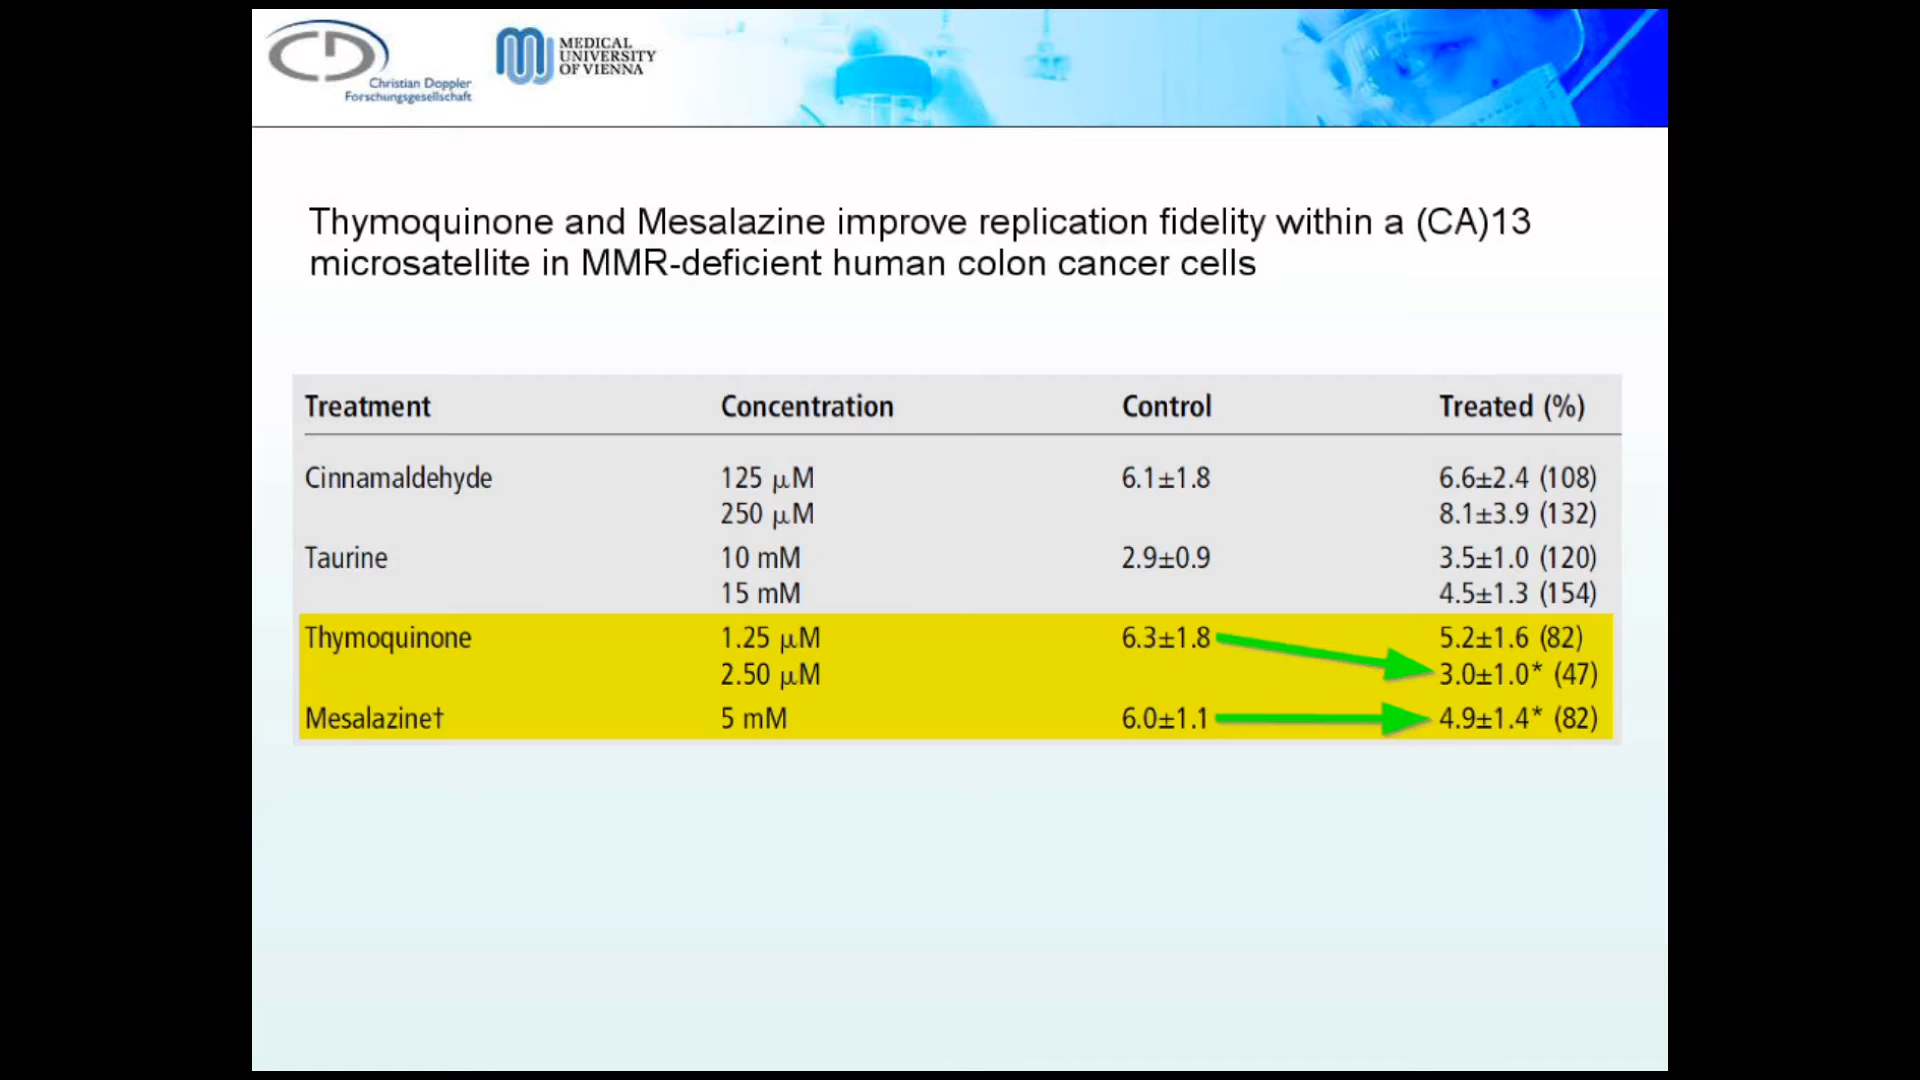 Christian Doppler
Forschungsgesellschaft
MEDICAL
UNIVERSITY
OF VIENNA
Thymoquinone and Mesalazine improve replication fidelity within a (CA)13
microsatellite in MMR-deficient human colon cancer cells
Treatment Concentration Control Treated (%)
Cinnamaldehyde 125 μM 6.1±1.8 6.6±2.4 (108)
250 μM 8.1±3.9 (132)
Taurine 10 mM 2.9±0.9 3.5±1.0 (120)
15 mM 4.5±1.3 (154)
Thymoquinone 1.25 μM 6.3±1.8 5.2±1.6 (82)
2.50 μM 3.0±1.0* (47)
Mesalazine† 5 mM 6.0±1.1 4.9±1.4* (82)